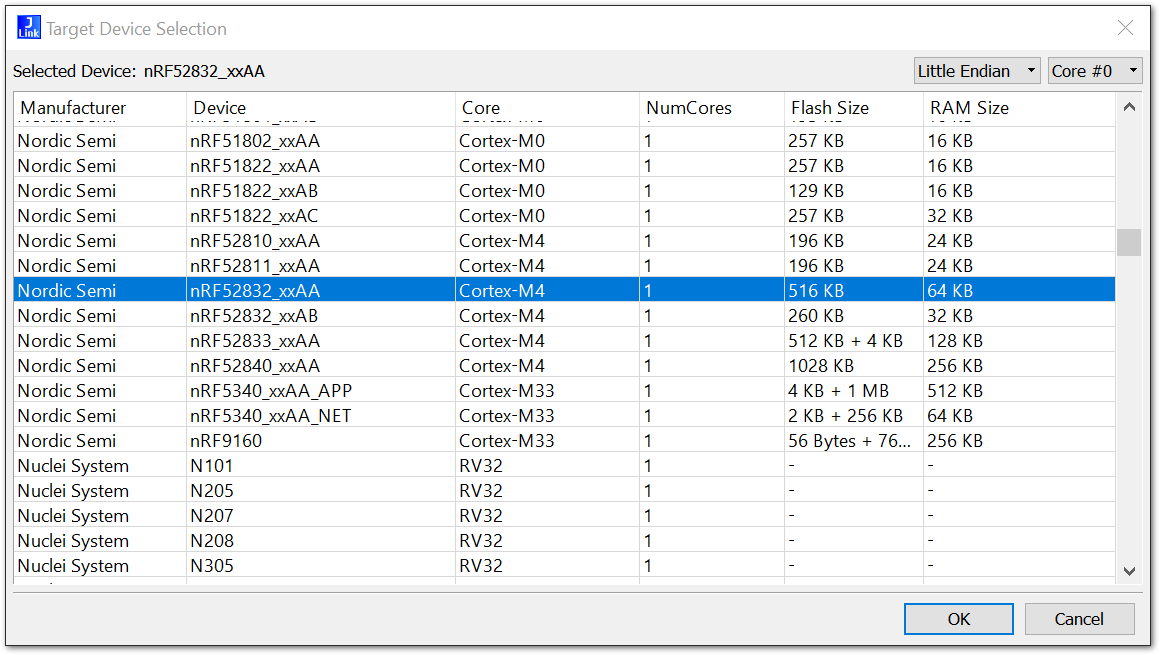 J Link Target Device Selection
Selected Device: nRF52832_xxAA Little Endian Core #0
Manufacturer Device Core NumCores Flash Size RAM Size
Nordic Semi nRF51802_xxAA Cortex-M0 1 257 KB 16 KB
Nordic Semi nRF51822_xxAA Cortex-M0 1 257 KB 16 KB
Nordic Semi nRF51822_xxAB Cortex-M0 1 129 KB 16 KB
Nordic Semi nRF51822_xxAC Cortex-M0 1 257 KB 32 KB
Nordic Semi nRF52810_xxAA Cortex-M4 1 196 KB 24 KB
Nordic Semi nRF52811_xxAA Cortex-M4 1 196 KB 24 KB
Nordic Semi nRF52832_xxAA Cortex-M4 1 516 KB 64 KB
Nordic Semi nRF52832_xxAB Cortex-M4 1 260 KB 32 KB
Nordic Semi nRF52833_xxAA Cortex-M4 1 512 KB + 4 KB 128 KB
Nordic Semi nRF52840_xxAA Cortex-M4 1 1028 KB 256 KB
Nordic Semi nRF5340_xxAA_APP Cortex-M33 1 4 KB + 1 MB 512 KB
Nordic Semi nRF5340_xxAA_NET Cortex-M33 1 2 KB + 256 KB 64 KB
Nordic Semi nRF9160 Cortex-M33 1 56 Bytes + 76... 256 KB
Nuclei System N101 RV32 1 - -
Nuclei System N205 RV32 1 - -
Nuclei System N207 RV32 1 - -
Nuclei System N208 RV32 1 - -
Nuclei System N305 RV32 1 - -
OK Cancel